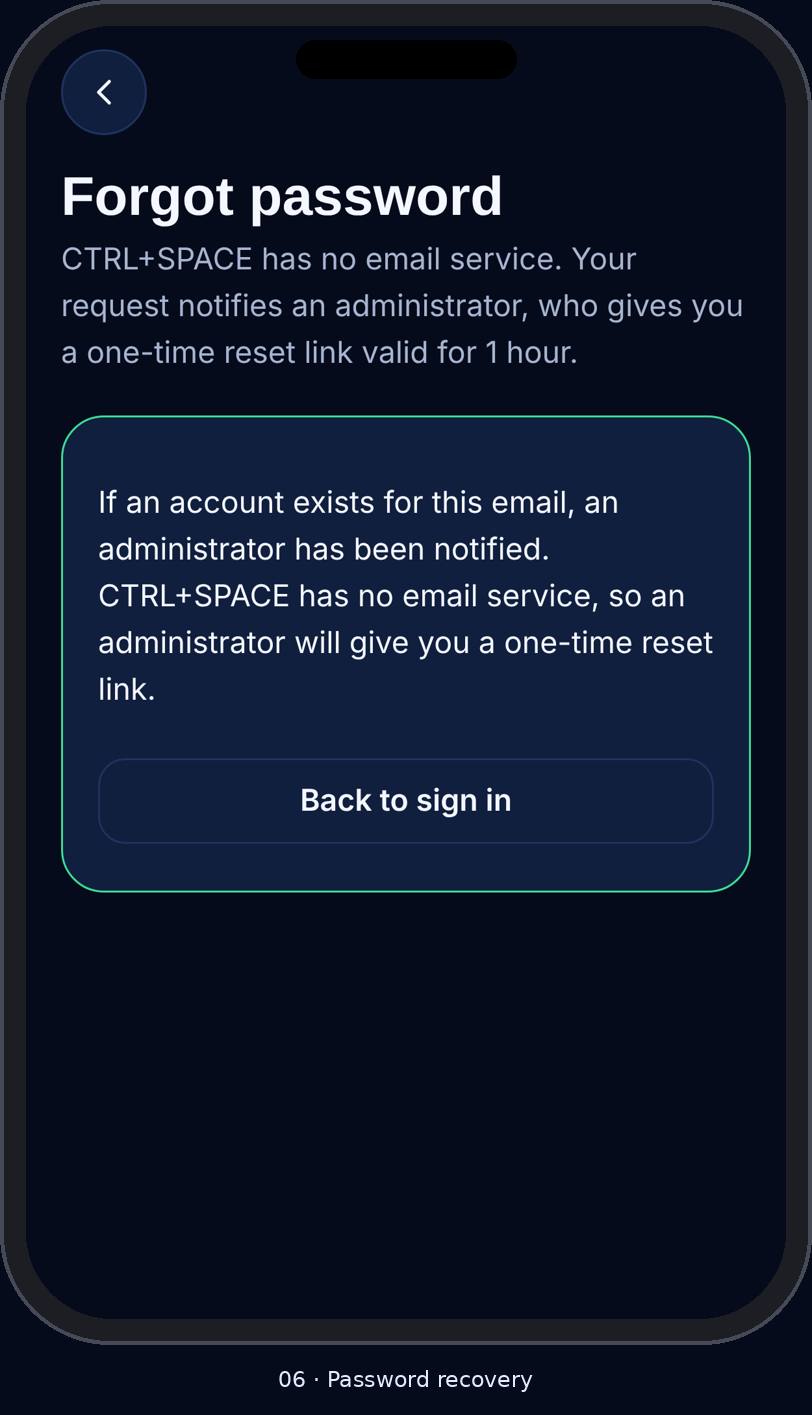 Forgot password
CTRL+SPACE has no email service. Your
request notifies an administrator, who gives you
a one-time reset link valid for 1 hour.
If an account exists for this email, an
administrator has been notified.
CTRL+SPACE has no email service, so an
administrator will give you a one-time reset
link.
Back to sign in
06 · Password recovery